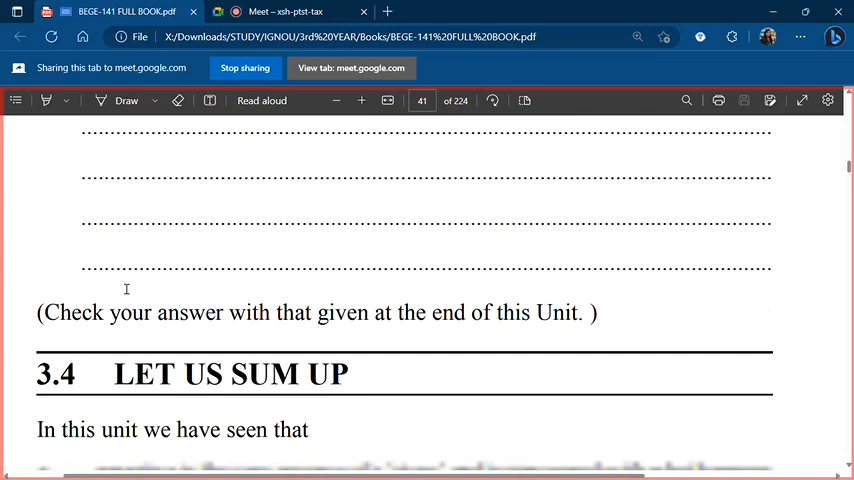 BEGE-141 FULL BOOK.pdf
Meet – xsh-ptst-tax
File
X:/Downloads/STUDY/IGNOU/3rd%20YEAR/Books/BEGE-141%20FULL%20BOOK.pdf
Sharing this tab to meet.google.com
Stop sharing
View tab: meet.google.com
Draw
Read aloud
41
of 224
(Check your answer with that given at the end of this Unit. )
3.4 LET US SUM UP
In this unit we have seen that